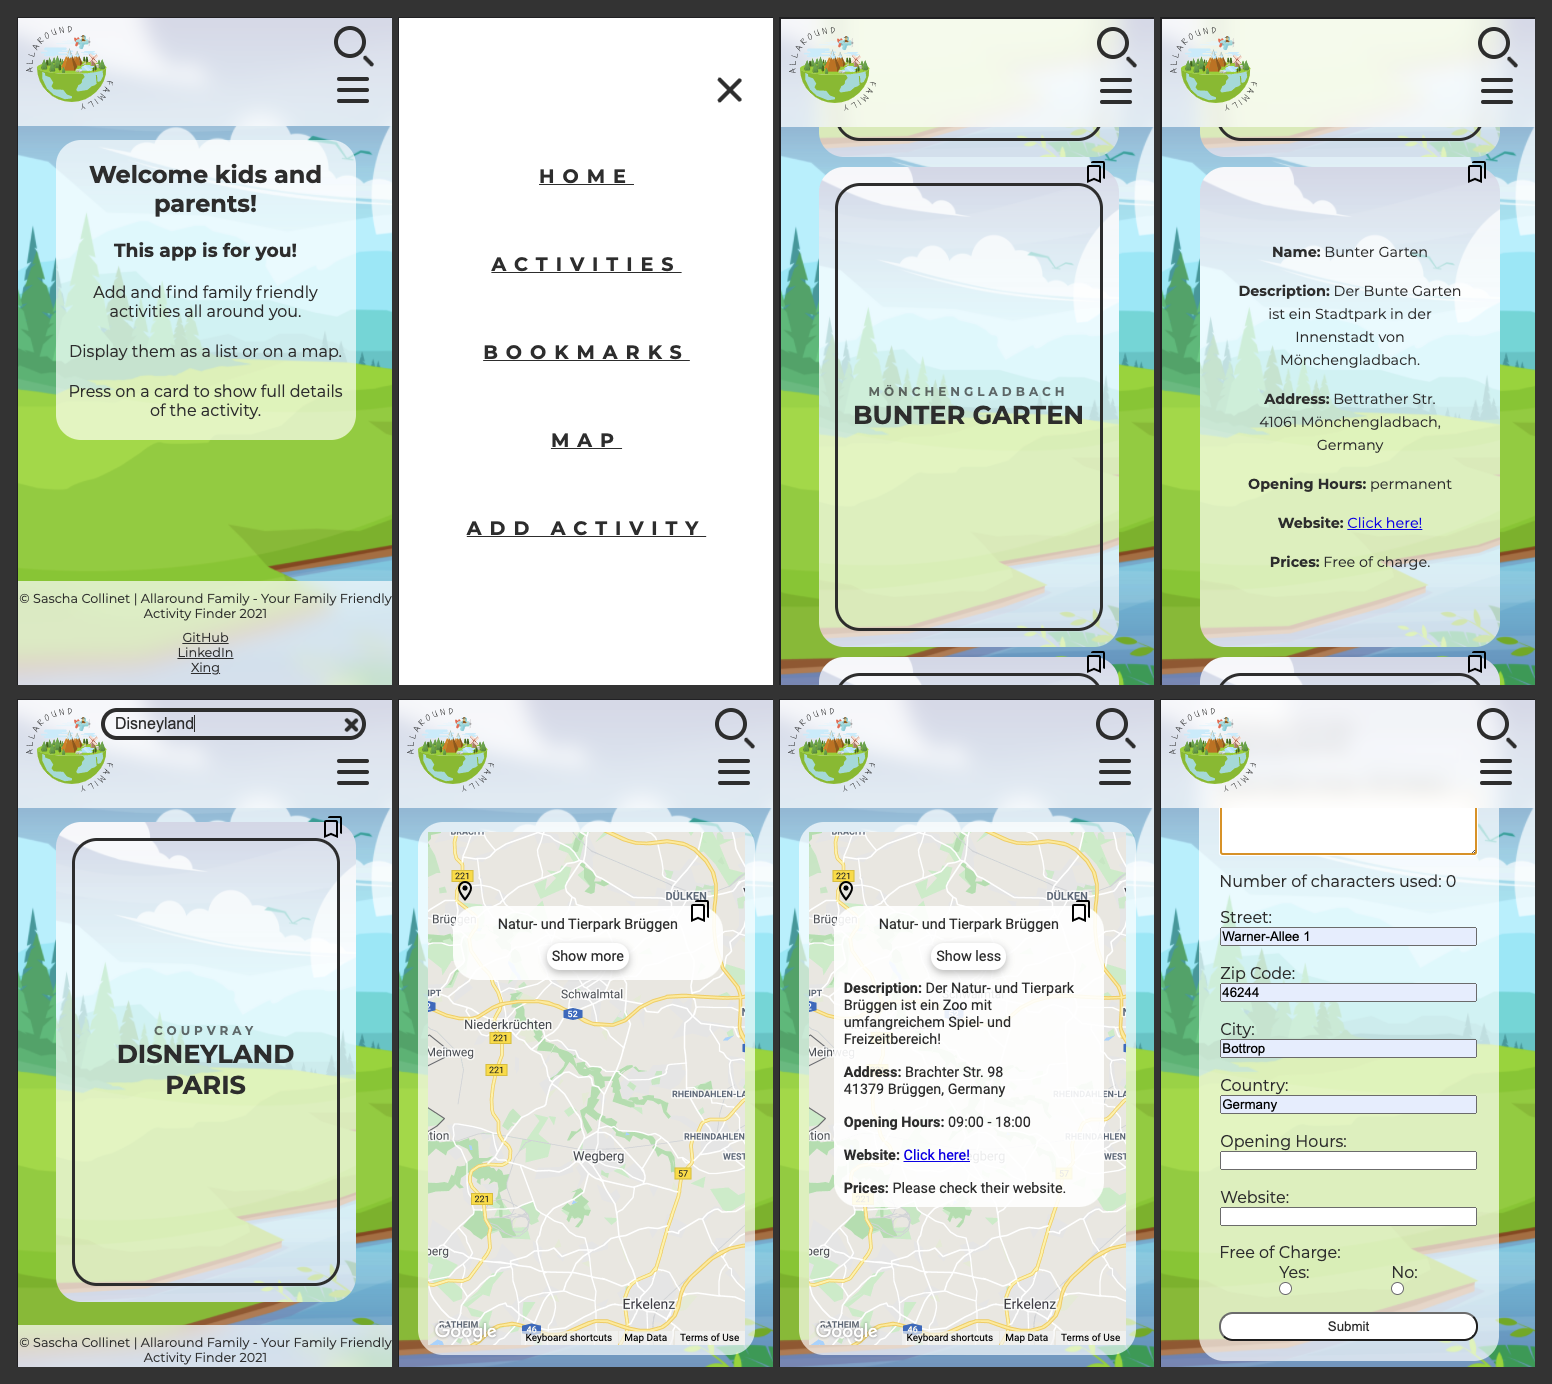 ALLAROUND FAMILY
Welcome kids and
parents!
This app is for you!
Add and find family friendly
activities all around you.
Display them as a list or on a map.
Press on a card to show full details
of the activity.
© Sascha Collinet | Allaround Family - Your Family Friendly
Activity Finder 2021
GitHub
LinkedIn
Xing
HOME
ACTIVITIES
BOOKMARKS
MAP
ADD ACTIVITY
ALLAROUND FAMILY
MÖNCHENGLADBACH
BUNTER GARTEN
ALLAROUND FAMILY
Name: Bunter Garten
Description: Der Bunte Garten
ist ein Stadtpark in der
Innenstadt von
Mönchengladbach.
Address: Bettrather Str.
41061 Mönchengladbach,
Germany
Opening Hours: permanent
Website: Click here!
Prices: Free of charge.
ALLAROUND FAMILY
Disneyland
COUPVRAY
DISNEYLAND
PARIS
© Sascha Collinet | Allaround Family - Your Family Friendly
Activity Finder 2021
ALLAROUND FAMILY
221
DÜLKEN
Natur- und Tierpark Brüggen
Show more
Schwalmtal
52
Niederkrüchten
221
Meinweg
221
RHEINDAHLEN-LA
RHEINDAHLEN
WEST
Wegberg
57
221
Erkelenz
46
Google
Keyboard shortcuts Map Data Terms of Use
ALLAROUND FAMILY
221
DÜLKEN
Natur- und Tierpark Brüggen
Show less
Description: Der Natur- und Tierpark
Brüggen ist ein Zoo mit
umfangreichem Spiel- und
Freizeitbereich!
Address: Brachter Str. 98
41379 Brüggen, Germany
Opening Hours: 09:00 - 18:00
Website: Click here!
Prices: Please check their website.
Erkelenz
46
Google
Keyboard shortcuts Map Data Terms of Use
ALLAROUND FAMILY
Number of characters used: 0
Street:
Warner-Allee 1
Zip Code:
46244
City:
Bottrop
Country:
Germany
Opening Hours:
Website:
Free of Charge:
Yes: No:
Submit